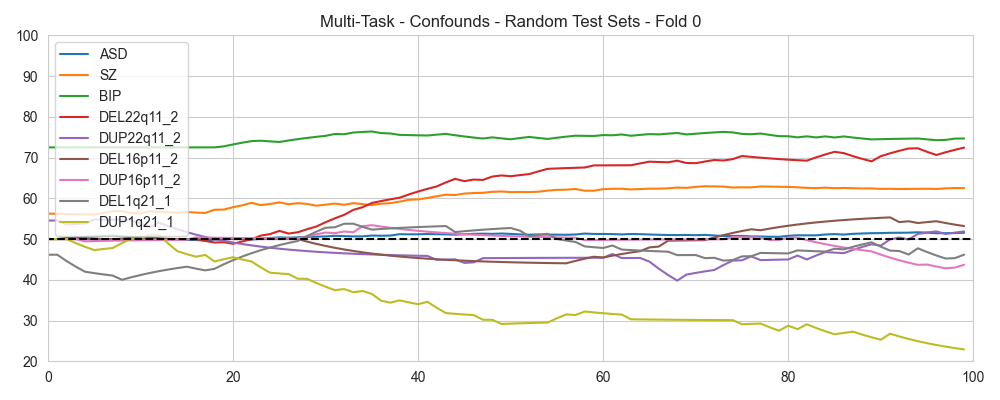 Multi-Task - Confounds - Random Test Sets - Fold 0
100
90
80
70
60
50
40
30
20
ASD
SZ
BIP
DEL22q11_2
DUP22q11_2
DEL16p11_2
DUP16p11_2
DEL1q21_1
DUP1q21_1
0 20 40 60 80 100